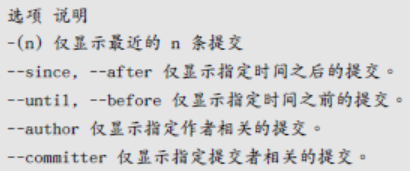 选项 说明
-(n) 仅显示最近的 n 条提交
--since, --after 仅显示指定时间之后的提交。
--until, --before 仅显示指定时间之前的提交。
--author 仅显示指定作者相关的提交。
--committer 仅显示指定提交者相关的提交。